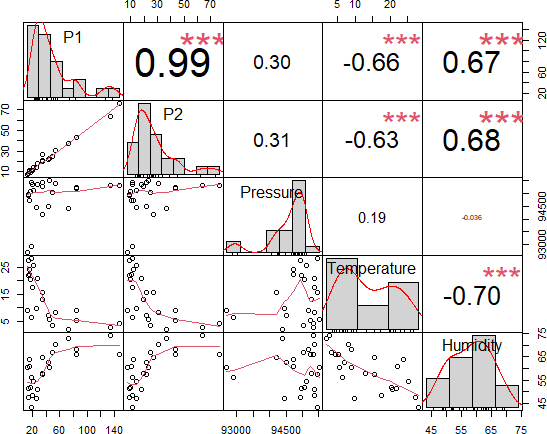 10 30 50 70
5 10 20
P1
***
0.99
0.30
***
-0.66
***
0.67
20 60 120
10 30 50 70
P2
0.31
***
-0.63
***
0.68
Pressure
0.19
-0.036
93000 94500
5 15 25
Temperature
***
-0.70
Humidity
45 55 65 75
20 60 100 140
93000 94500
45 55 65 75